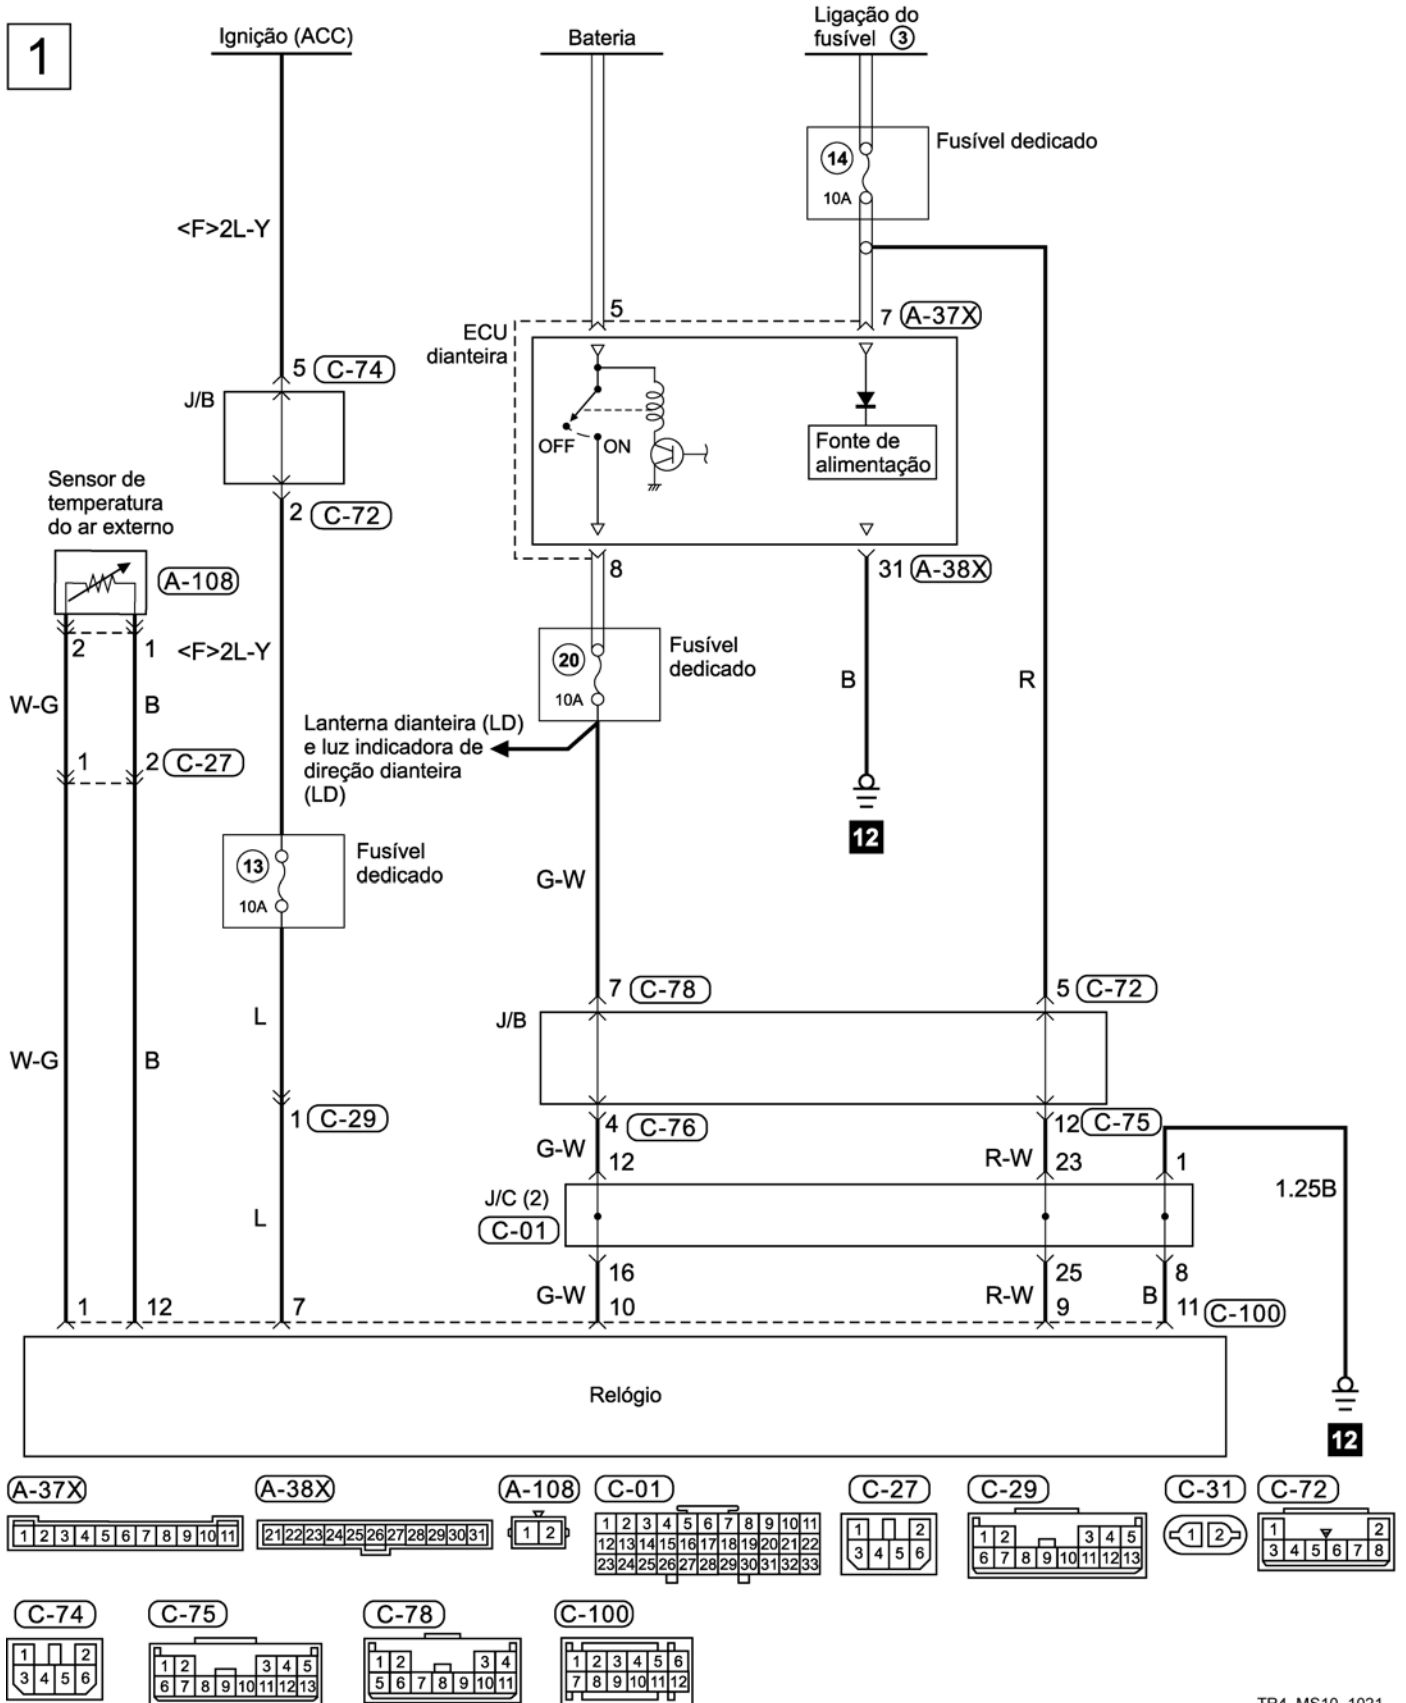 1
Ignição (ACC)
Bateria
Ligação do
fusível 3
14
10A
Fusível dedicado
<F>2L-Y
5
7 A-37X
ECU
dianteira
5 C-74
J/B
OFF
ON
Fonte de
alimentação
Sensor de
temperatura
do ar externo
2 C-72
A-108
8
31 A-38X
2
1
<F>2L-Y
20
10A
Fusível
dedicado
W-G
B
B
R
Lanterna dianteira (LD)
e luz indicadora de
direção dianteira
(LD)
1
2 C-27
12
13
10A
Fusível
dedicado
G-W
7 C-78
5 C-72
L
J/B
W-G
B
1 C-29
4 C-76
12 C-75
G-W
12
R-W
23
1
1.25B
J/C (2)
C-01
L
16
25
8
G-W
R-W
B
1
12
7
10
9
11 C-100
Relógio
12
A-37X
A-38X
A-108
C-01
C-27
C-29
C-31
C-72
1 2 3 4 5 6 7 8 9 10 11
21 22 23 24 25 26 27 28 29 30 31
1 2
1 2 3 4 5 6 7 8 9 10 11
12 13 14 15 16 17 18 19 20 21 22
23 24 25 26 27 28 29 30 31 32 33
1 2
3 4 5 6
1 2 3 4 5
6 7 8 9 10 11 12 13
1 2
1 2
3 4 5 6 7 8
C-74
C-75
C-78
C-100
1 2
3 4 5 6
1 2 3 4 5
6 7 8 9 10 11 12 13
1 2 3 4
5 6 7 8 9 10 11
1 2 3 4 5 6
7 8 9 10 11 12